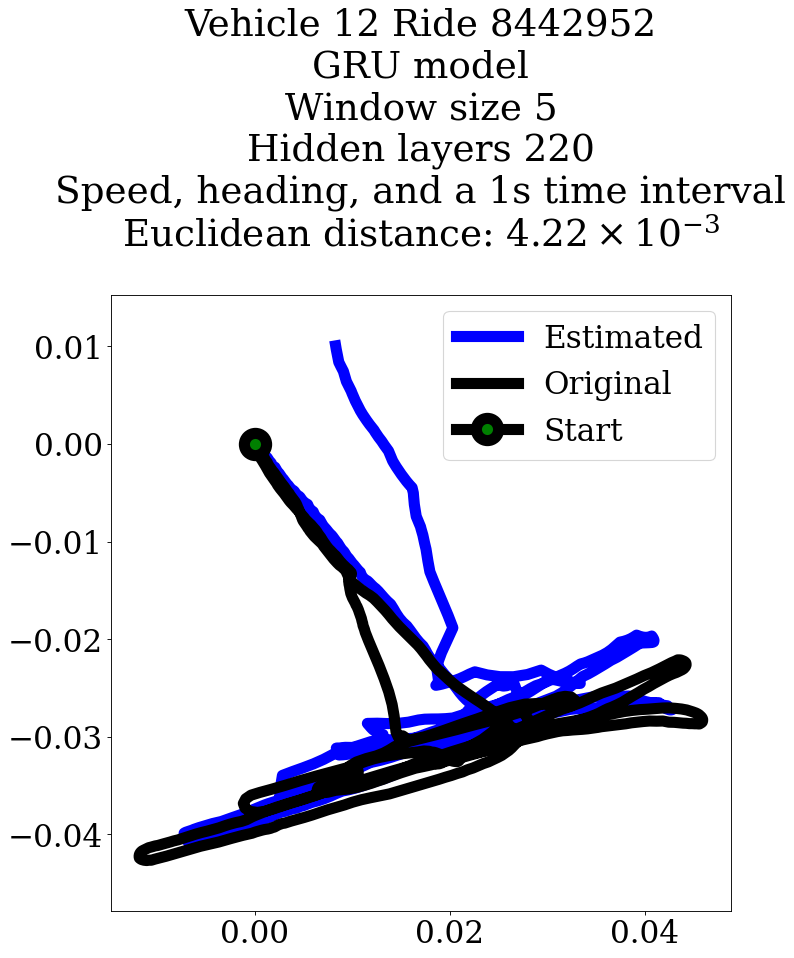 Vehicle 12 Ride 8442952
GRU model
Window size 5
Hidden layers 220
Speed, heading, and a 1s time interval
Euclidean distance: 4.22 × 10⁻³
Estimated
Original
Start
0.01
0.00
−0.01
−0.02
−0.03
−0.04
0.00 0.02 0.04